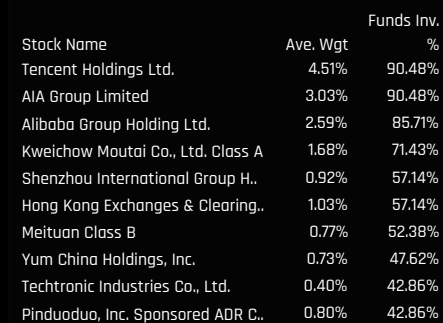 Funds Inv.
Stock Name Ave. Wgt %
Tencent Holdings Ltd. 4.51% 90.48%
AIA Group Limited 3.03% 90.48%
Alibaba Group Holding Ltd. 2.59% 85.71%
Kweichow Moutai Co., Ltd. Class A 1.68% 71.43%
Shenzhou International Group H.. 0.92% 57.14%
Hong Kong Exchanges & Clearing.. 1.03% 57.14%
Meituan Class B 0.77% 52.38%
Yum China Holdings, Inc. 0.73% 47.62%
Techtronic Industries Co., Ltd. 0.40% 42.86%
Pinduoduo, Inc. Sponsored ADR C.. 0.80% 42.86%